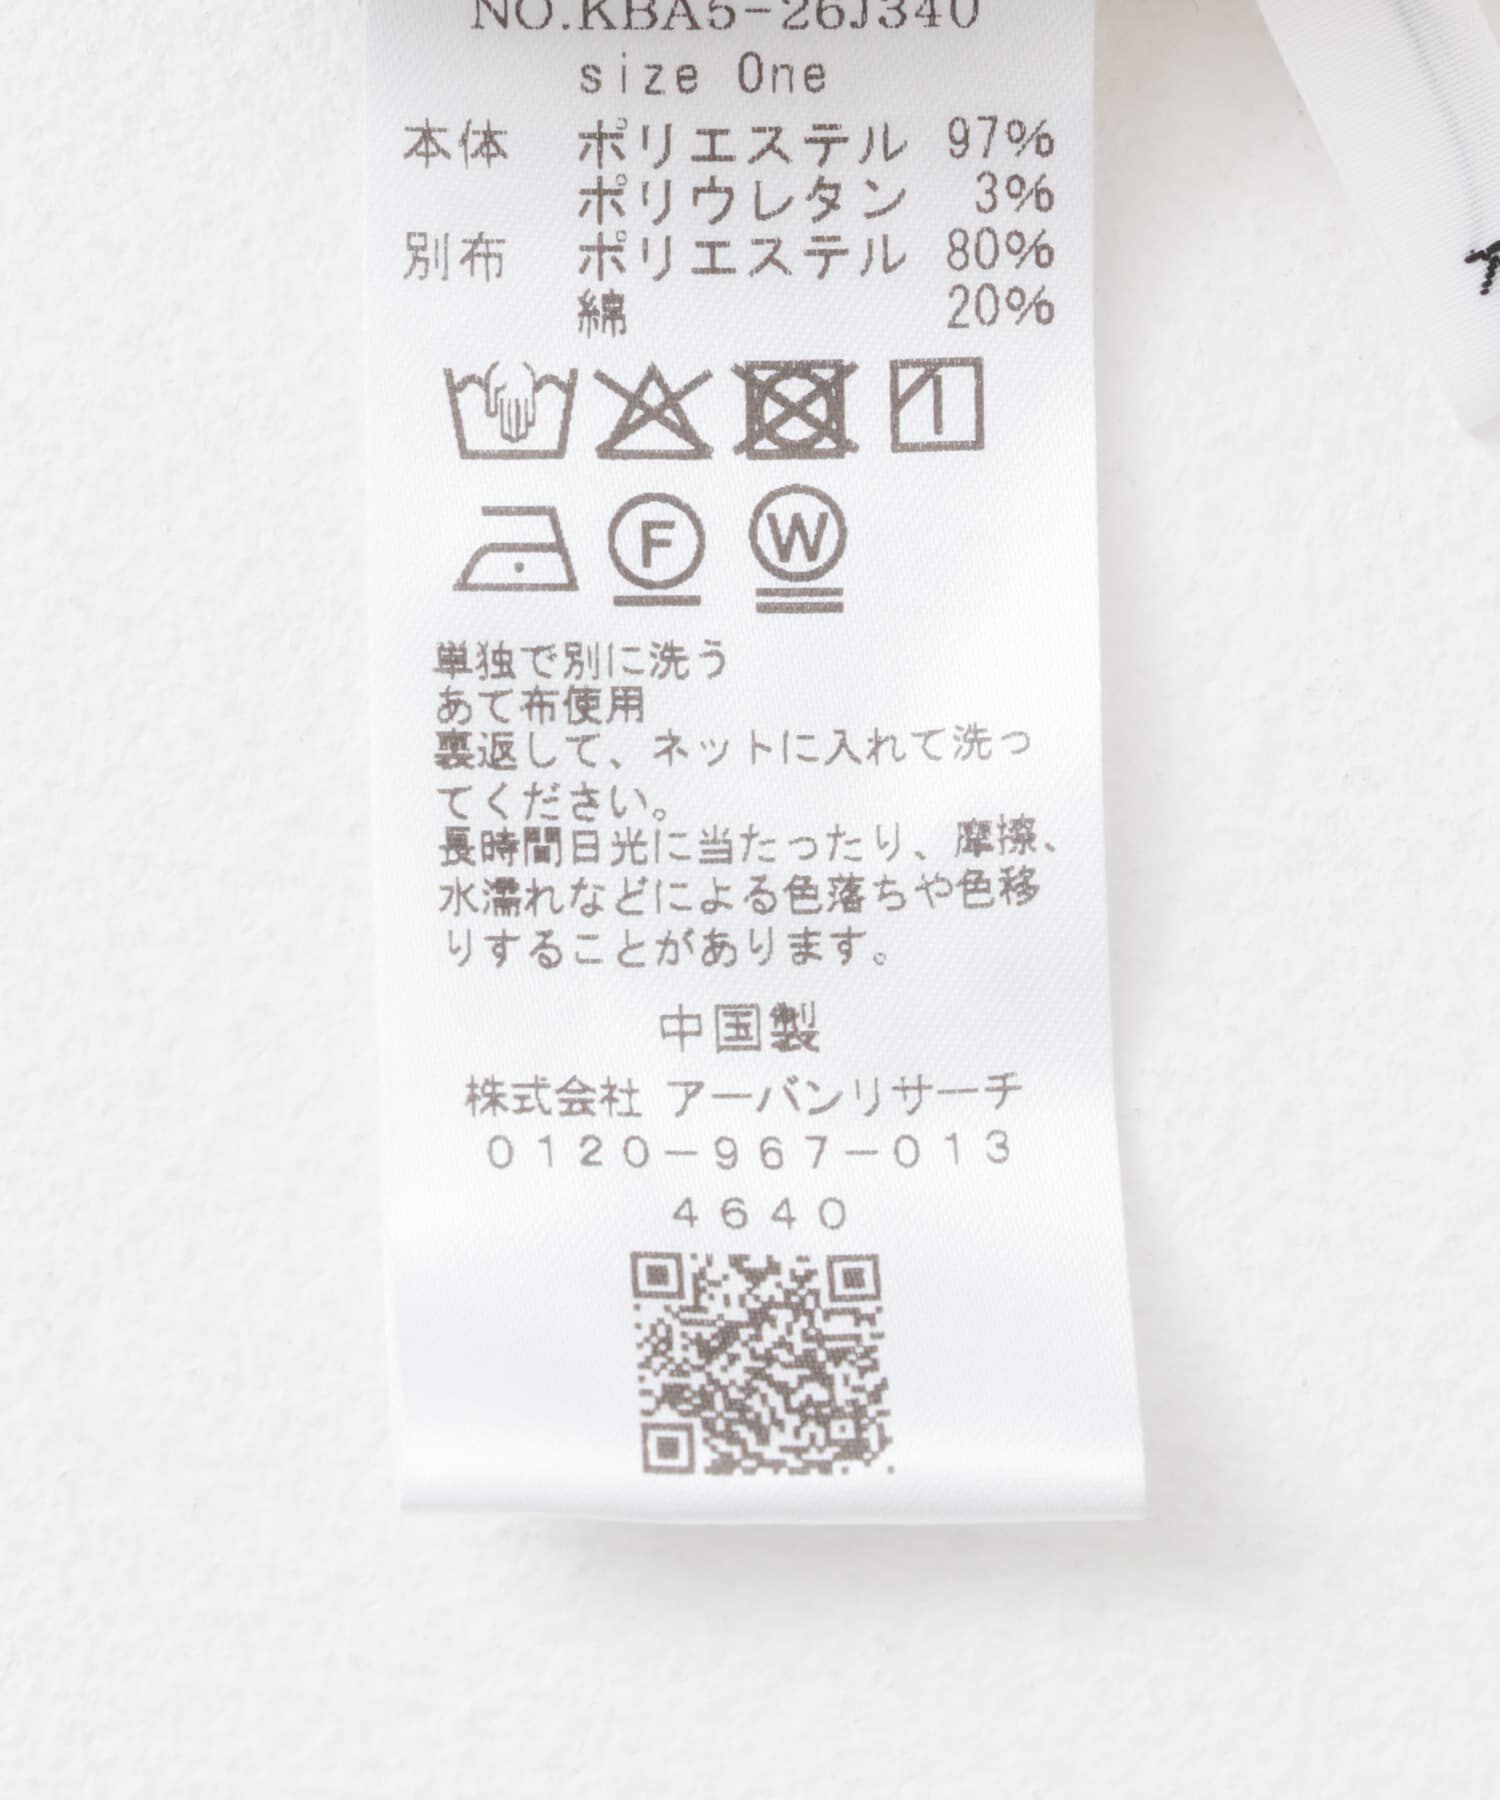 NO.KBA5-26J340
size One
本体 ポリエステル 97%
ポリウレタン 3%
別布 ポリエステル 80%
綿 20%
F W
単独で別に洗う
あて布使用
裏返して、ネットに入れて洗っ
てください。
長時間日光に当たったり、摩擦、
水濡れなどによる色落ちや色移
りすることがあります。
中国製
株式会社 アーバンリサーチ
0120-967-013
4640